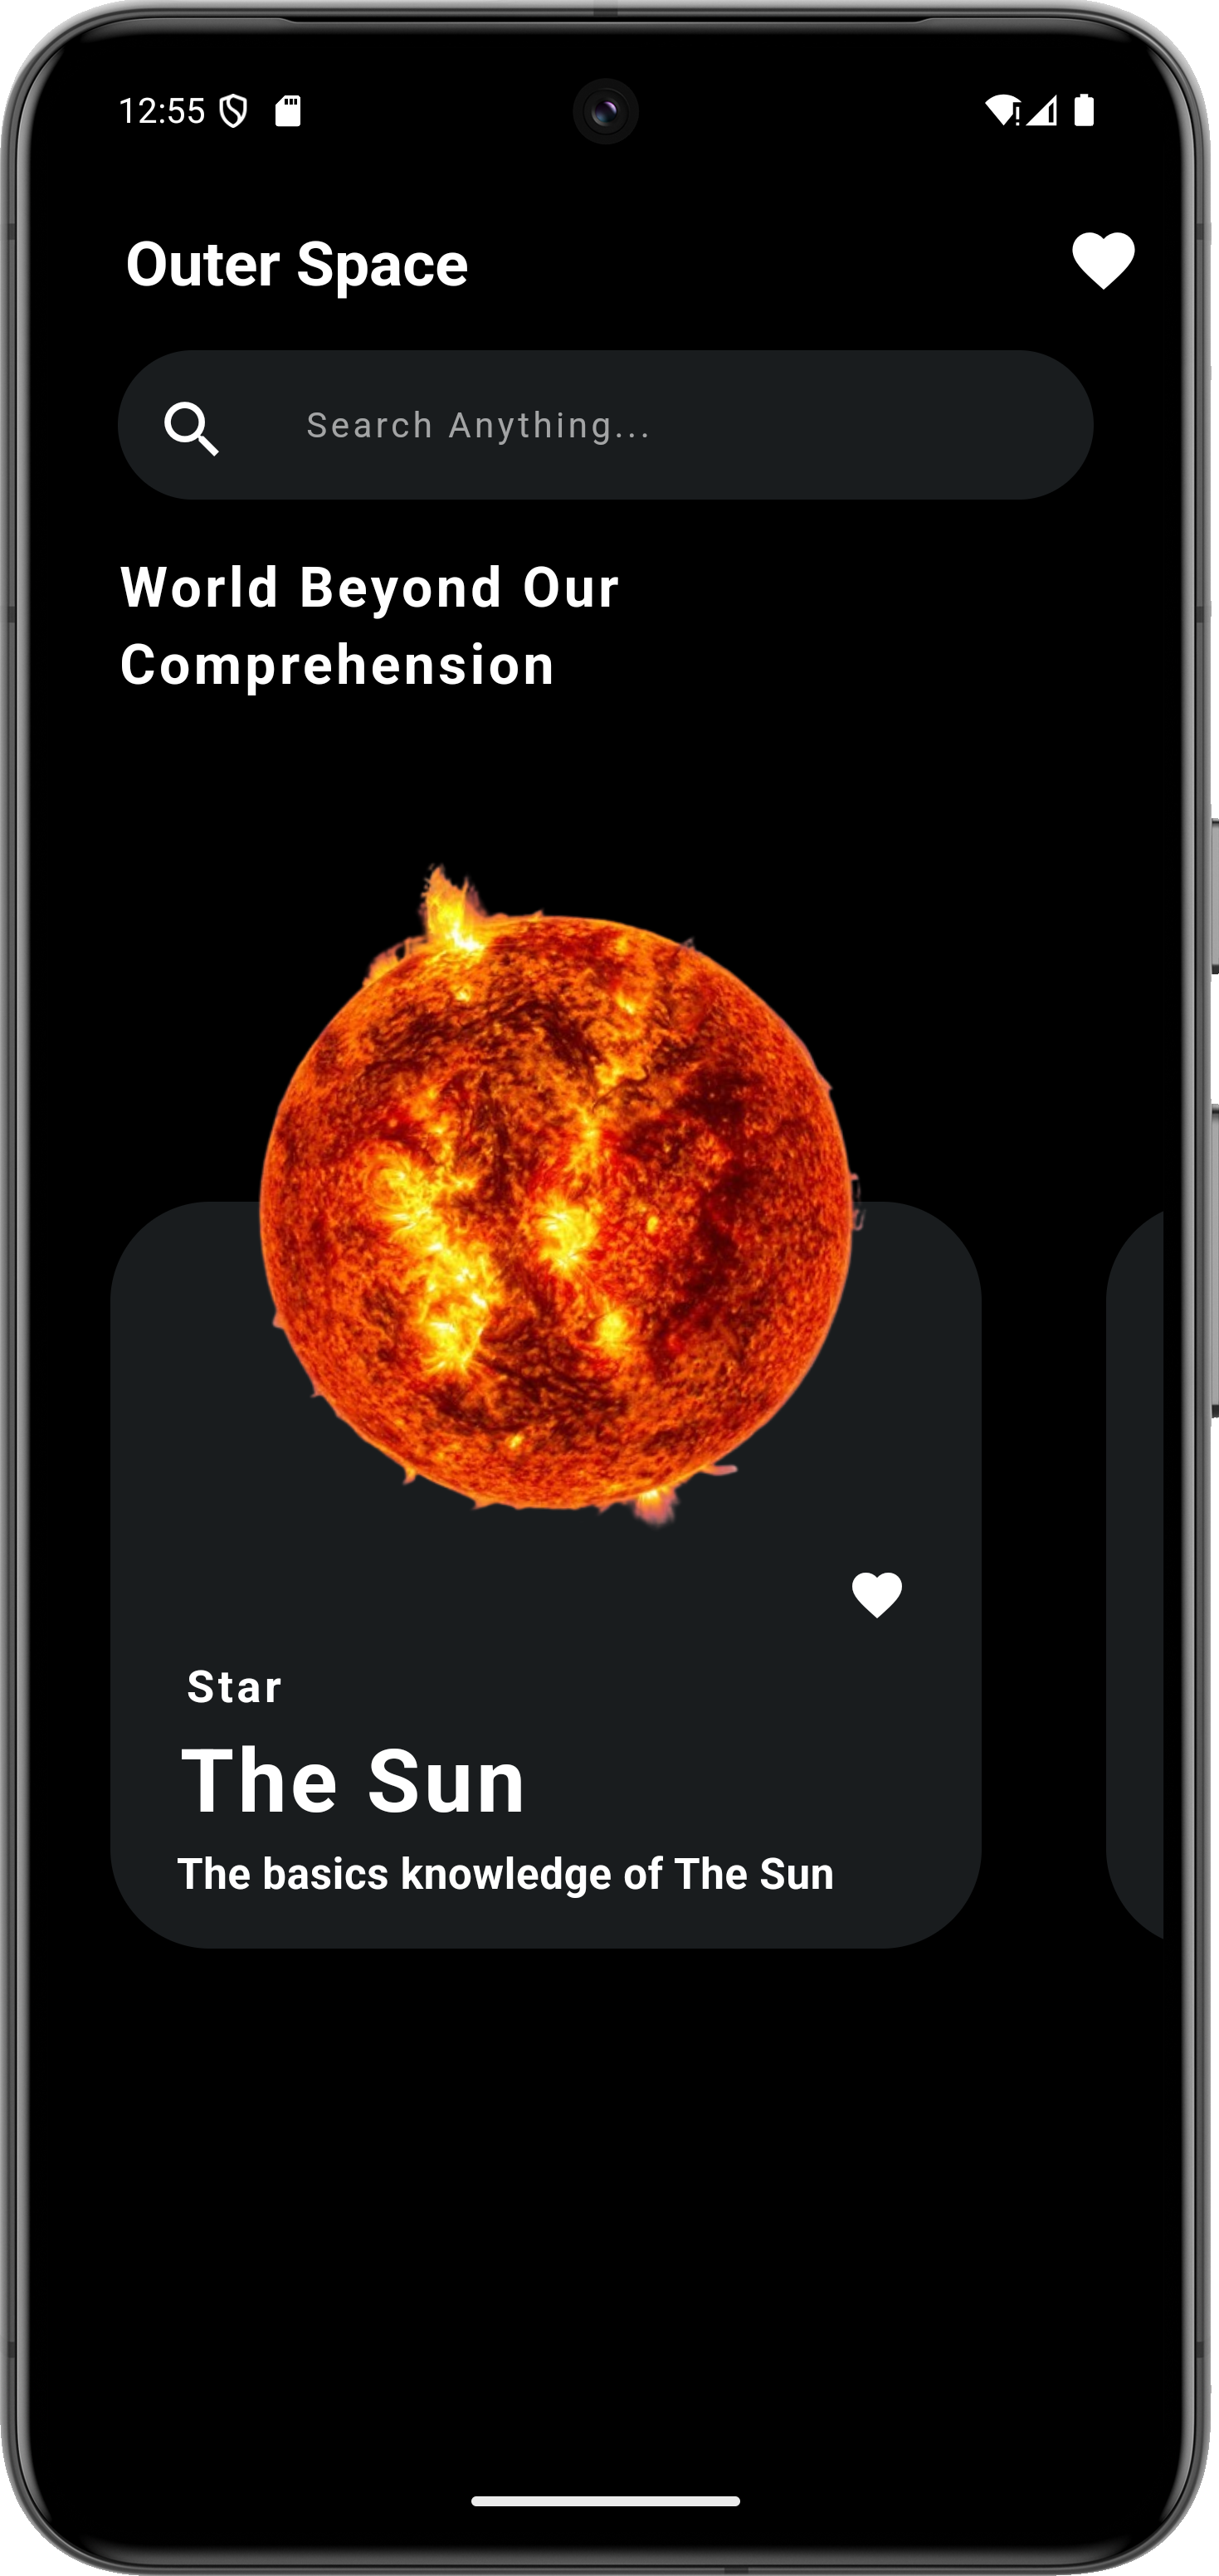 12:55
Outer Space
Search Anything...
World Beyond Our
Comprehension
Star
The Sun
The basics knowledge of The Sun